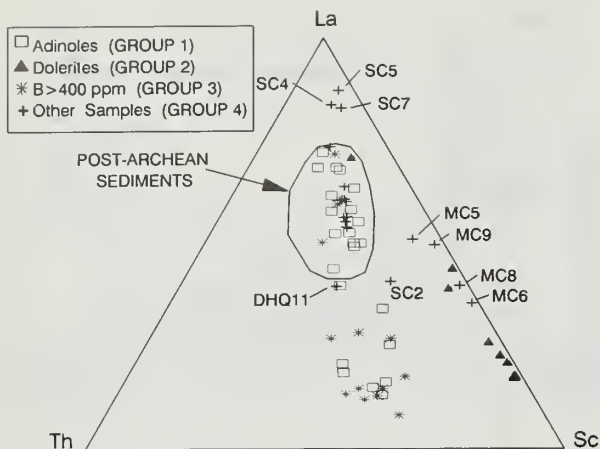 La
Adinoles (GROUP 1)
Dolerites (GROUP 2)
B>400 ppm (GROUP 3)
Other Samples (GROUP 4)
SC4
SC5
SC7
POST-ARCHEAN
SEDIMENTS
MC5
MC9
MC8
MC6
SC2
DHQ11
Th
Sc